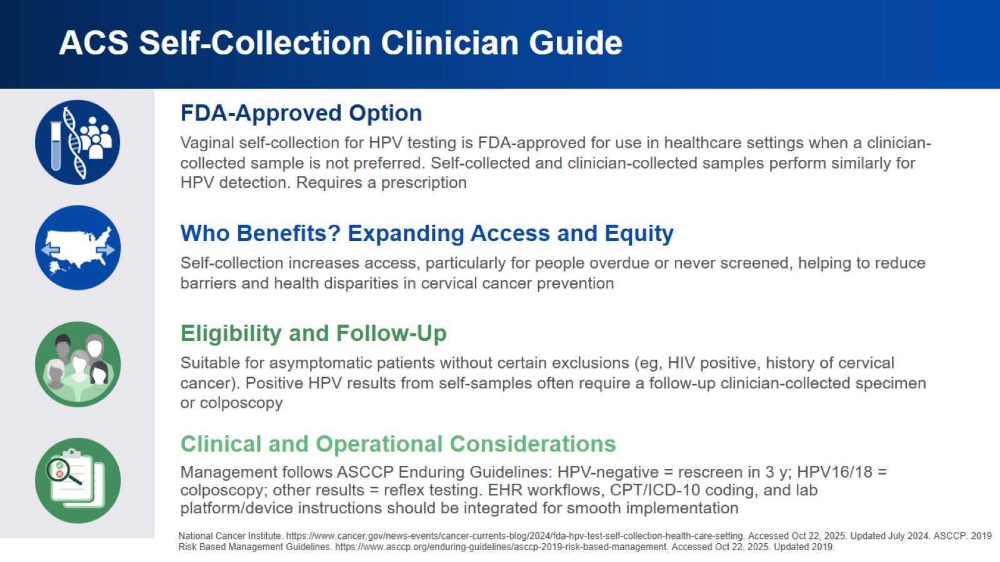 ACS Self-Collection Clinician Guide
FDA-Approved Option
Vaginal self-collection for HPV testing is FDA-approved for use in healthcare settings when a clinician-
collected sample is not preferred. Self-collected and clinician-collected samples perform similarly for
HPV detection. Requires a prescription
Who Benefits? Expanding Access and Equity
Self-collection increases access, particularly for people overdue or never screened, helping to reduce
barriers and health disparities in cervical cancer prevention
Eligibility and Follow-Up
Suitable for asymptomatic patients without certain exclusions (eg, HIV positive, history of cervical
cancer). Positive HPV results from self-samples often require a follow-up clinician-collected specimen
or colposcopy
Clinical and Operational Considerations
Management follows ASCCP Enduring Guidelines: HPV-negative = rescreen in 3 y; HPV16/18 =
colposcopy; other results = reflex testing. EHR workflows, CPT/ICD-10 coding, and lab
platform/device instructions should be integrated for smooth implementation
National Cancer Institute. https://www.cancer.gov/news-events/cancer-currents-blog/2024/fda-hpv-test-self-collection-health-care-setting. Accessed Oct 22, 2025. Updated July 2024. ASCCP. 2019
Risk Based Management Guidelines. https://www.asccp.org/enduring-guidelines/asccp-2019-risk-based-management. Accessed Oct 22, 2025. Updated 2019.